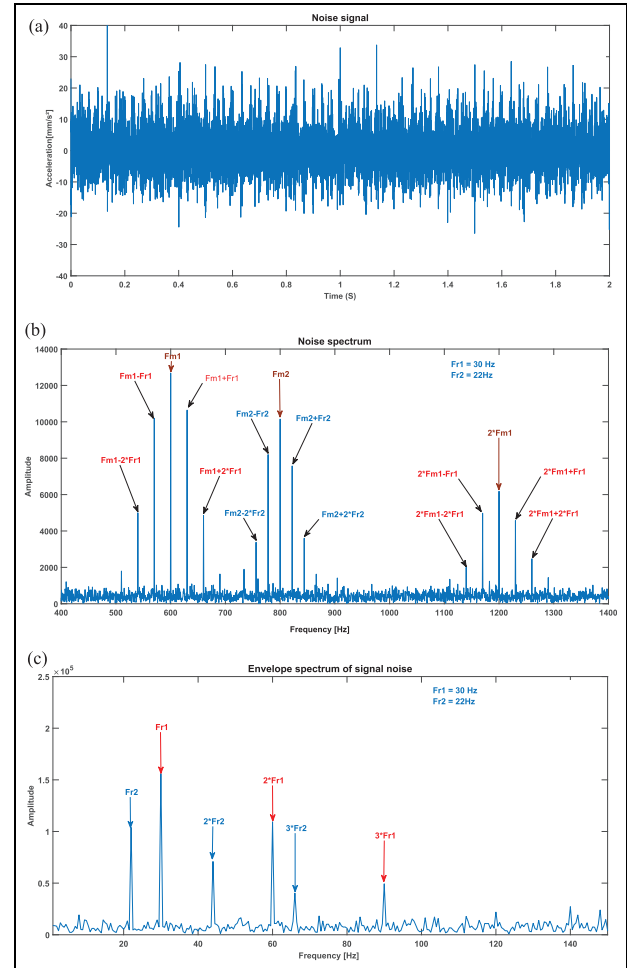 (a)
Noise signal
40
30
20
10
0
-10
-20
-30
-40
Acceleration[mm/s²]
0 0.2 0.4 0.6 0.8 1 1.2 1.4 1.6 1.8 2
Time (S)
(b)
Noise spectrum
14000
12000
10000
8000
6000
4000
2000
0
Amplitude
Fr1 = 30 Hz
Fr2 = 22Hz
Fm1
Fm1-Fr1
Fm1+Fr1
Fm2
Fm2-Fr2
Fm2+Fr2
2*Fm1
Fm1-2*Fr1
Fm1+2*Fr1
2*Fm1-Fr1
2*Fm1+Fr1
Fm2-2*Fr2
Fm2+2*Fr2
2*Fm1-2*Fr1
2*Fm1+2*Fr1
400 500 600 700 800 900 1000 1100 1200 1300 1400
Frequency [Hz]
(c)
Envelope spectrum of signal noise
× 10⁵
2.5
2
1.5
1
0.5
0
Amplitude
Fr1 = 30 Hz
Fr2 = 22Hz
Fr1
Fr2
2*Fr1
2*Fr2
3*Fr2
3*Fr1
20 40 60 80 100 120 140
Frequency [Hz]